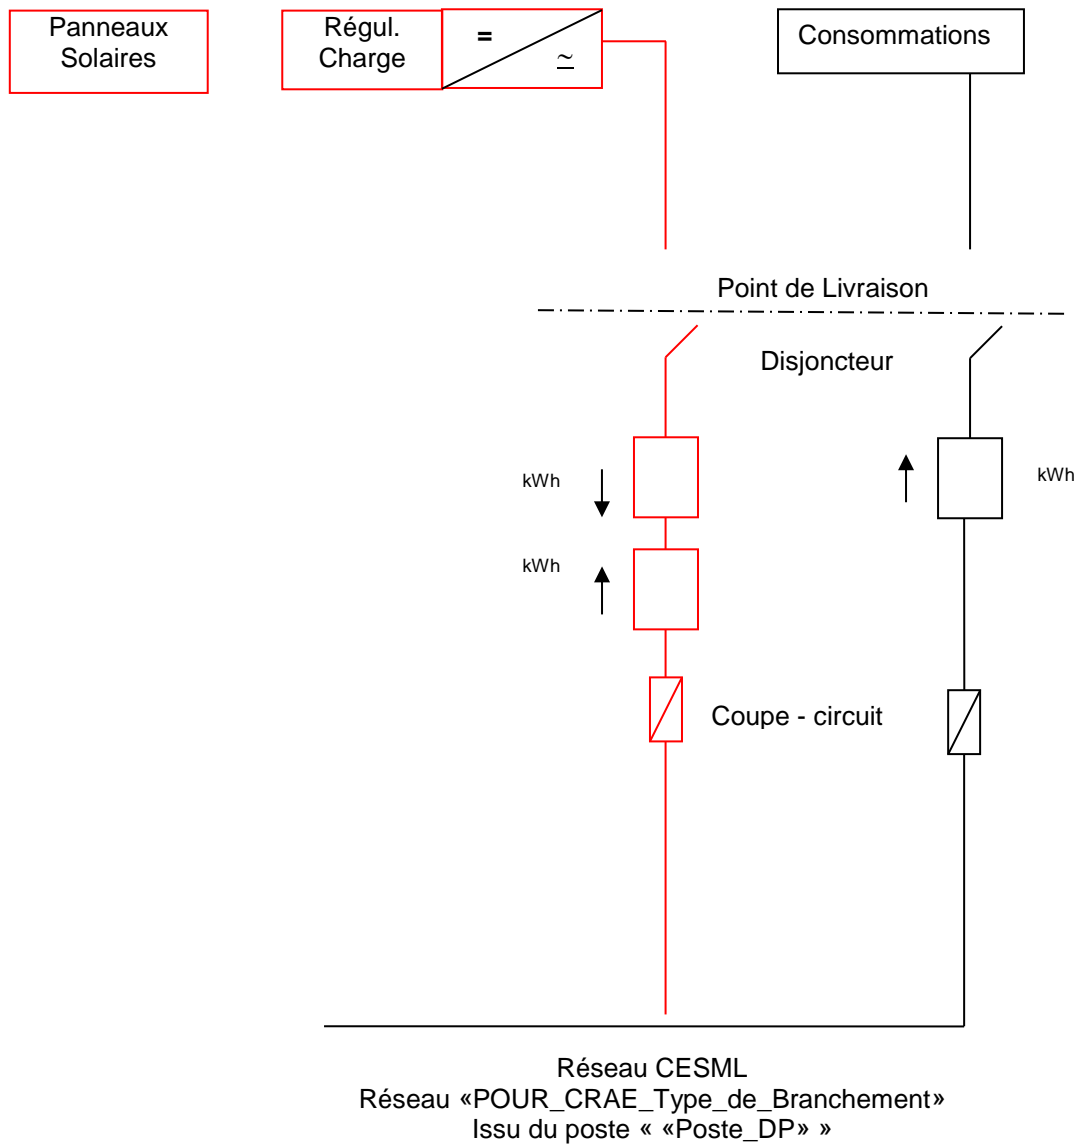 Panneaux
Solaires
Régul.
Charge
=
≃
Consommations
Point de Livraison
Disjoncteur
kWh
kWh
kWh
Coupe - circuit
Réseau CESML
Réseau «POUR_CRAE_Type_de_Branchement»
Issu du poste « «Poste_DP» »